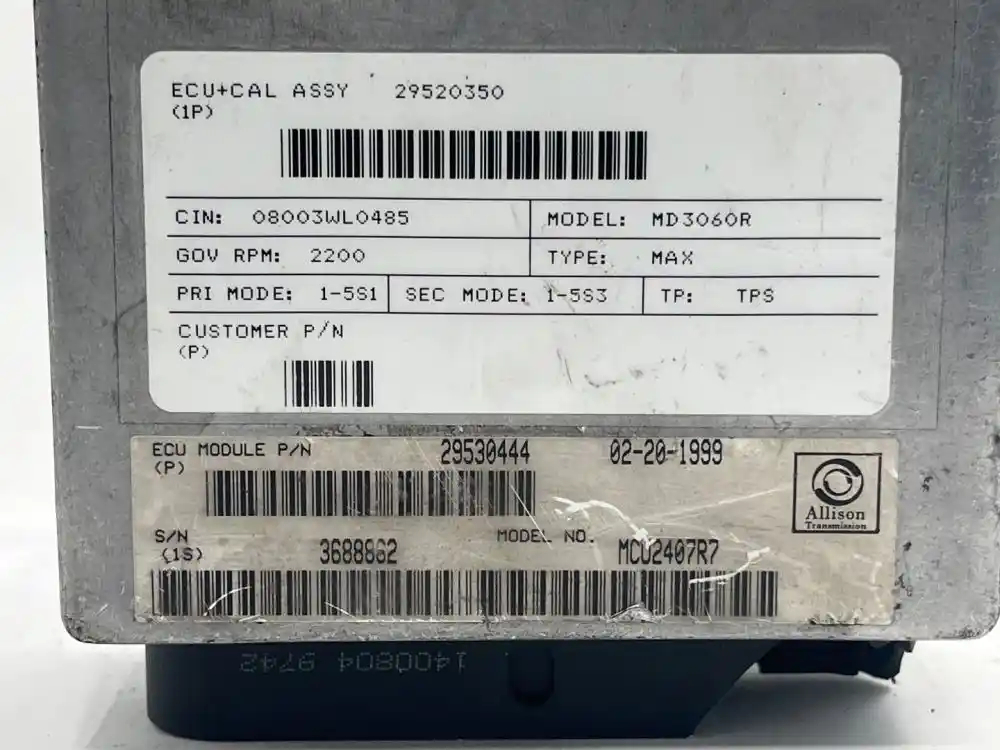 ECU+CAL ASSY 29520350
(1P)
CIN: 08003WL0485 MODEL: MD3060R
GOV RPM: 2200 TYPE: MAX
PRI MODE: 1-5S1 SEC MODE: 1-5S3 TP: TPS
CUSTOMER P/N
(P)
ECU MODULE P/N 29530444 02-20-1999
(P)
Allison
Transmission
S/N MODEL NO.
(1S) 3688862 MCU2407R7
1400804 9742